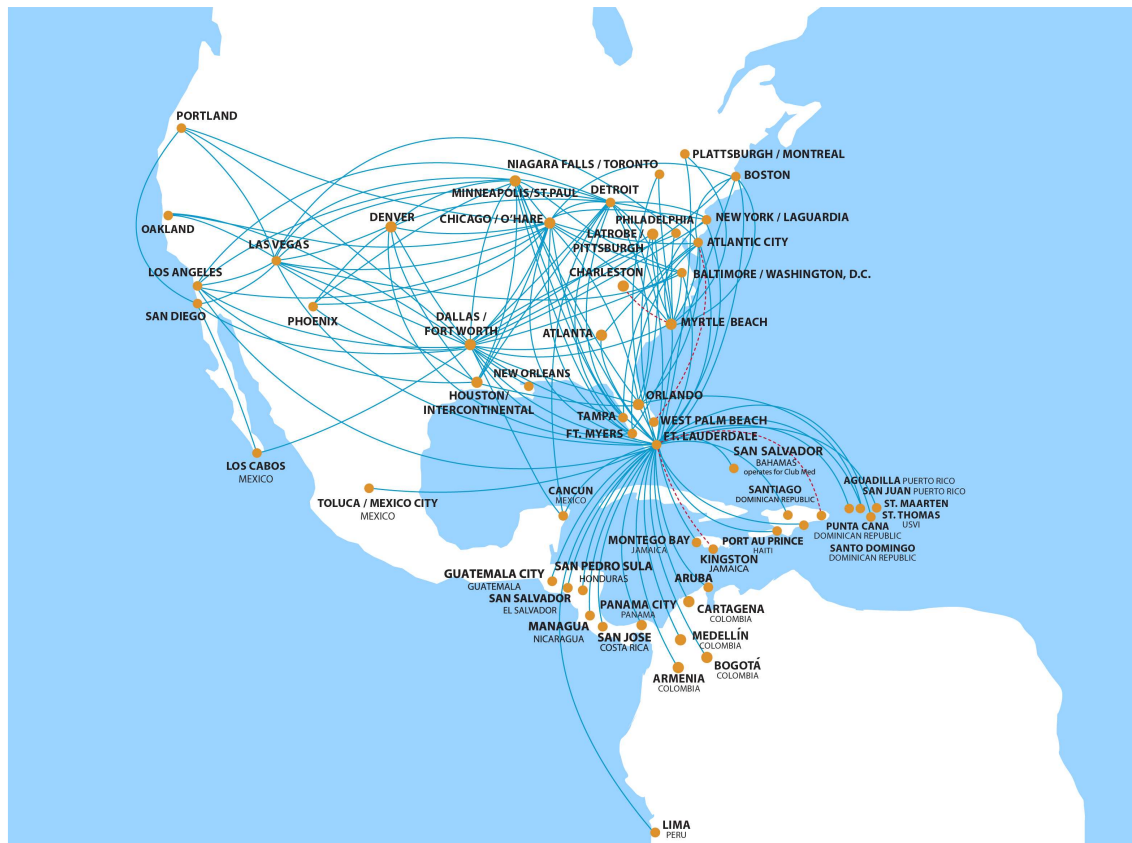 PORTLAND
PLATTSBURGH / MONTREAL
NIAGARA FALLS / TORONTO
BOSTON
MINNEAPOLIS/ST.PAUL
DETROIT
OAKLAND
DENVER
CHICAGO / O'HARE
PHILADELPHIA
NEW YORK / LAGUARDIA
LATROBE /
PITTSBURGH
ATLANTIC CITY
LAS VEGAS
LOS ANGELES
CHARLESTON
BALTIMORE / WASHINGTON, D.C.
SAN DIEGO
PHOENIX
DALLAS /
FORT WORTH
ATLANTA
MYRTLE BEACH
NEW ORLEANS
HOUSTON/
INTERCONTINENTAL
ORLANDO
TAMPA
WEST PALM BEACH
FT. MYERS
FT. LAUDERDALE
SAN SALVADOR
BAHAMAS
operates for Club Med
LOS CABOS
MEXICO
TOLUCA / MEXICO CITY
MEXICO
CANCÚN
MEXICO
SANTIAGO
DOMINICAN REPUBLIC
AGUADILLA PUERTO RICO
SAN JUAN PUERTO RICO
ST. MAARTEN
ST. THOMAS
USVI
PUNTA CANA
DOMINICAN REPUBLIC
SANTO DOMINGO
DOMINICAN REPUBLIC
MONTEGO BAY
JAMAICA
PORT AU PRINCE
HAITI
KINGSTON
JAMAICA
GUATEMALA CITY
GUATEMALA
SAN PEDRO SULA
HONDURAS
ARUBA
SAN SALVADOR
EL SALVADOR
PANAMA CITY
PANAMA
CARTAGENA
COLOMBIA
MANAGUA
NICARAGUA
SAN JOSE
COSTA RICA
MEDELLÍN
COLOMBIA
BOGOTÁ
COLOMBIA
ARMENIA
COLOMBIA
LIMA
PERU